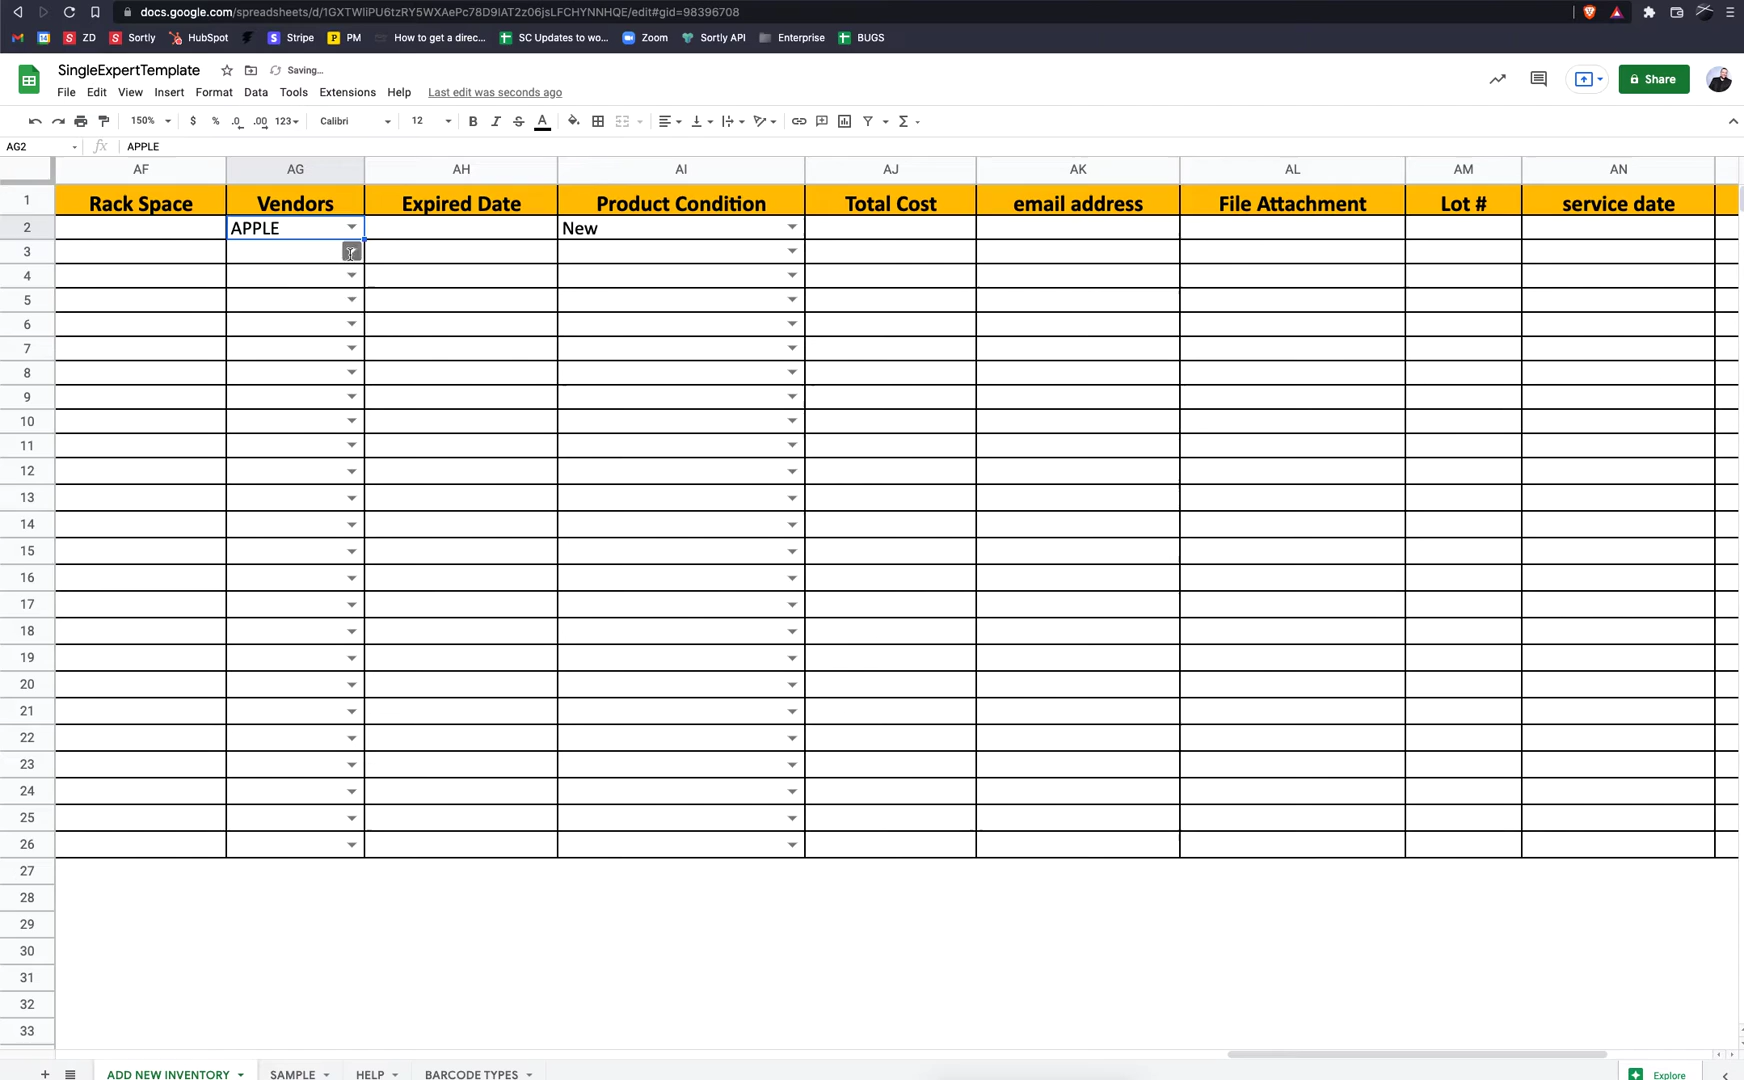 docs.google.com/spreadsheets/d/1GXTWliPU6tzRY5WXAePc78D9IAT2z06jsLFCHYNNHQE/edit#gid=98396708
ZD Sortly HubSpot Stripe PM How to get a direc... SC Updates to wo... Zoom Sortly API Enterprise BUGS
SingleExpertTemplate Saving...
File Edit View Insert Format Data Tools Extensions Help Last edit was seconds ago
Share
150% $ % .0 .00 123 Calibri 12 B I S A
AG2 fx APPLE
AF AG AH AI AJ AK AL AM AN
1 Rack Space Vendors Expired Date Product Condition Total Cost email address File Attachment Lot # service date
2 APPLE New
3
4
5
6
7
8
9
10
11
12
13
14
15
16
17
18
19
20
21
22
23
24
25
26
27
28
29
30
31
32
33
ADD NEW INVENTORY SAMPLE HELP BARCODE TYPES Explore